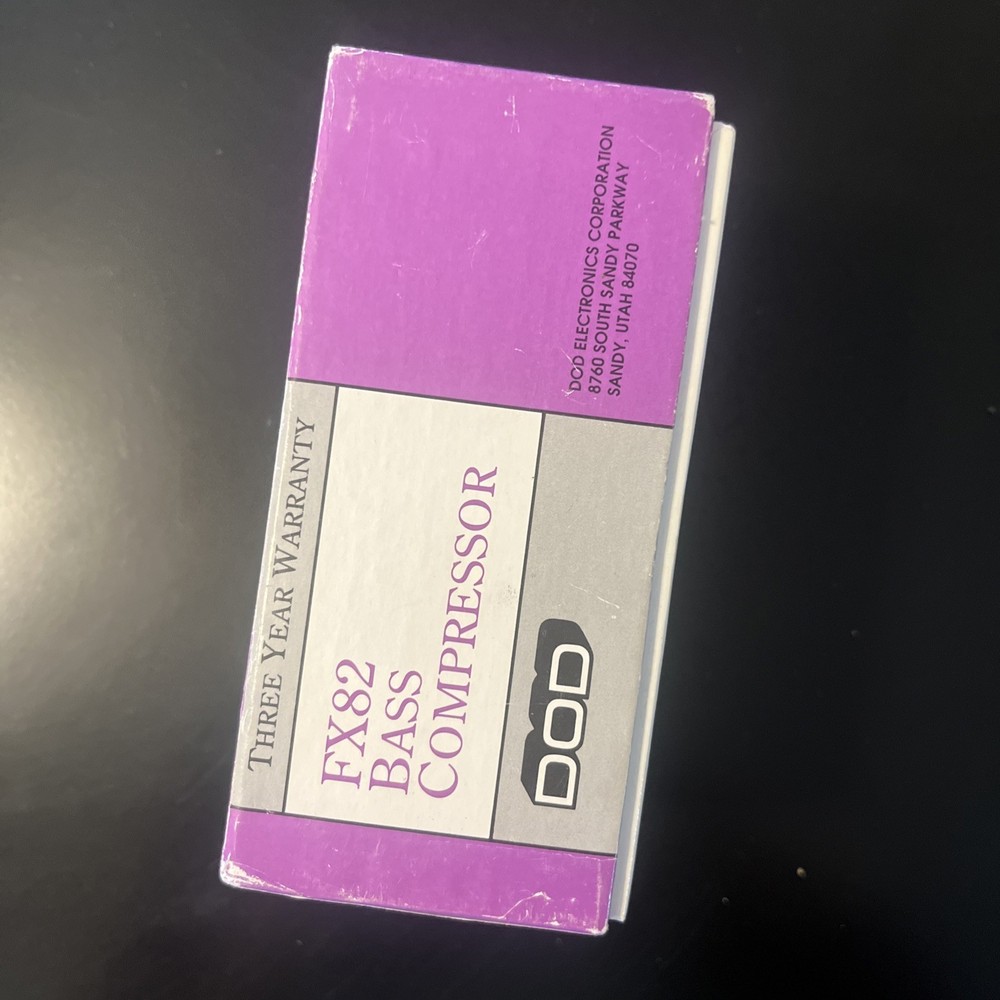 THREE YEAR WARRANTY
FX82
BASS
COMPRESSOR
DOD
DOD ELECTRONICS CORPORATION
8760 SOUTH SANDY PARKWAY
SANDY, UTAH 84070